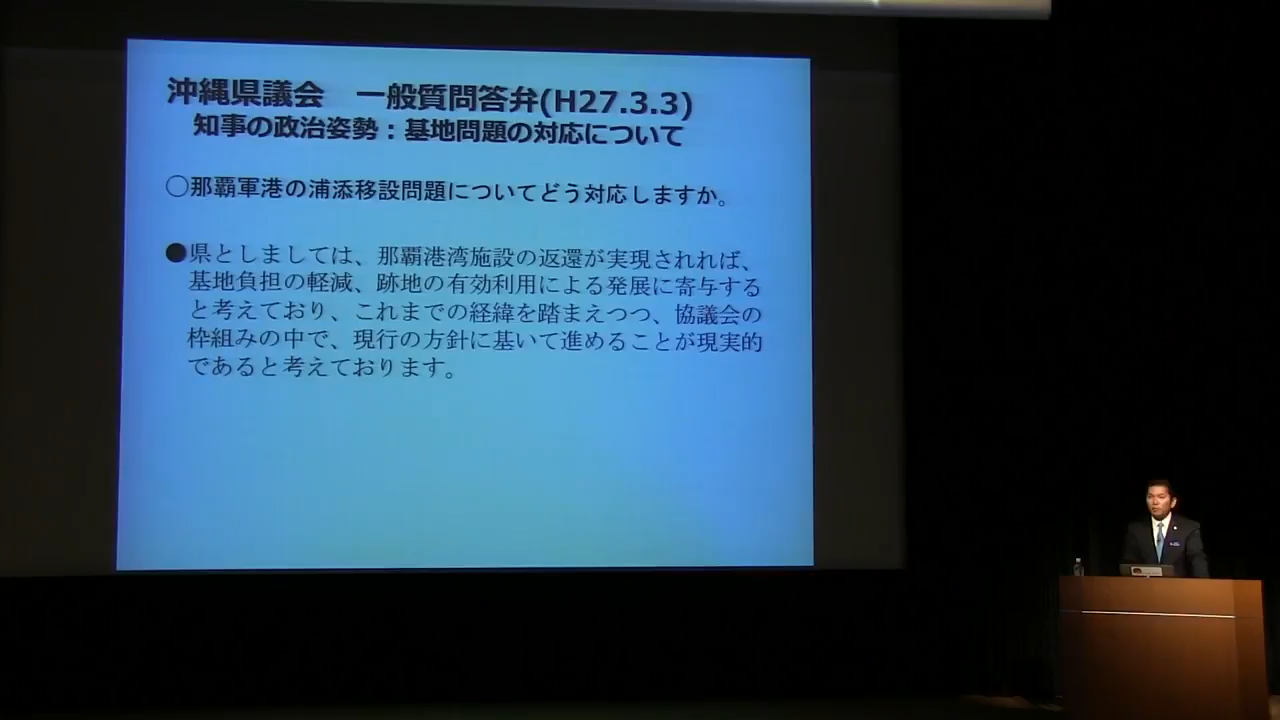 沖縄県議会　一般質問答弁(H27.3.3)
知事の政治姿勢：基地問題の対応について
○那覇軍港の浦添移設問題についてどう対応しますか。
●県としましては、那覇港湾施設の返還が実現されれば、
基地負担の軽減、跡地の有効利用による発展に寄与する
と考えており、これまでの経緯を踏まえつつ、協議会の
枠組みの中で、現行の方針に基いて進めることが現実的
であると考えております。